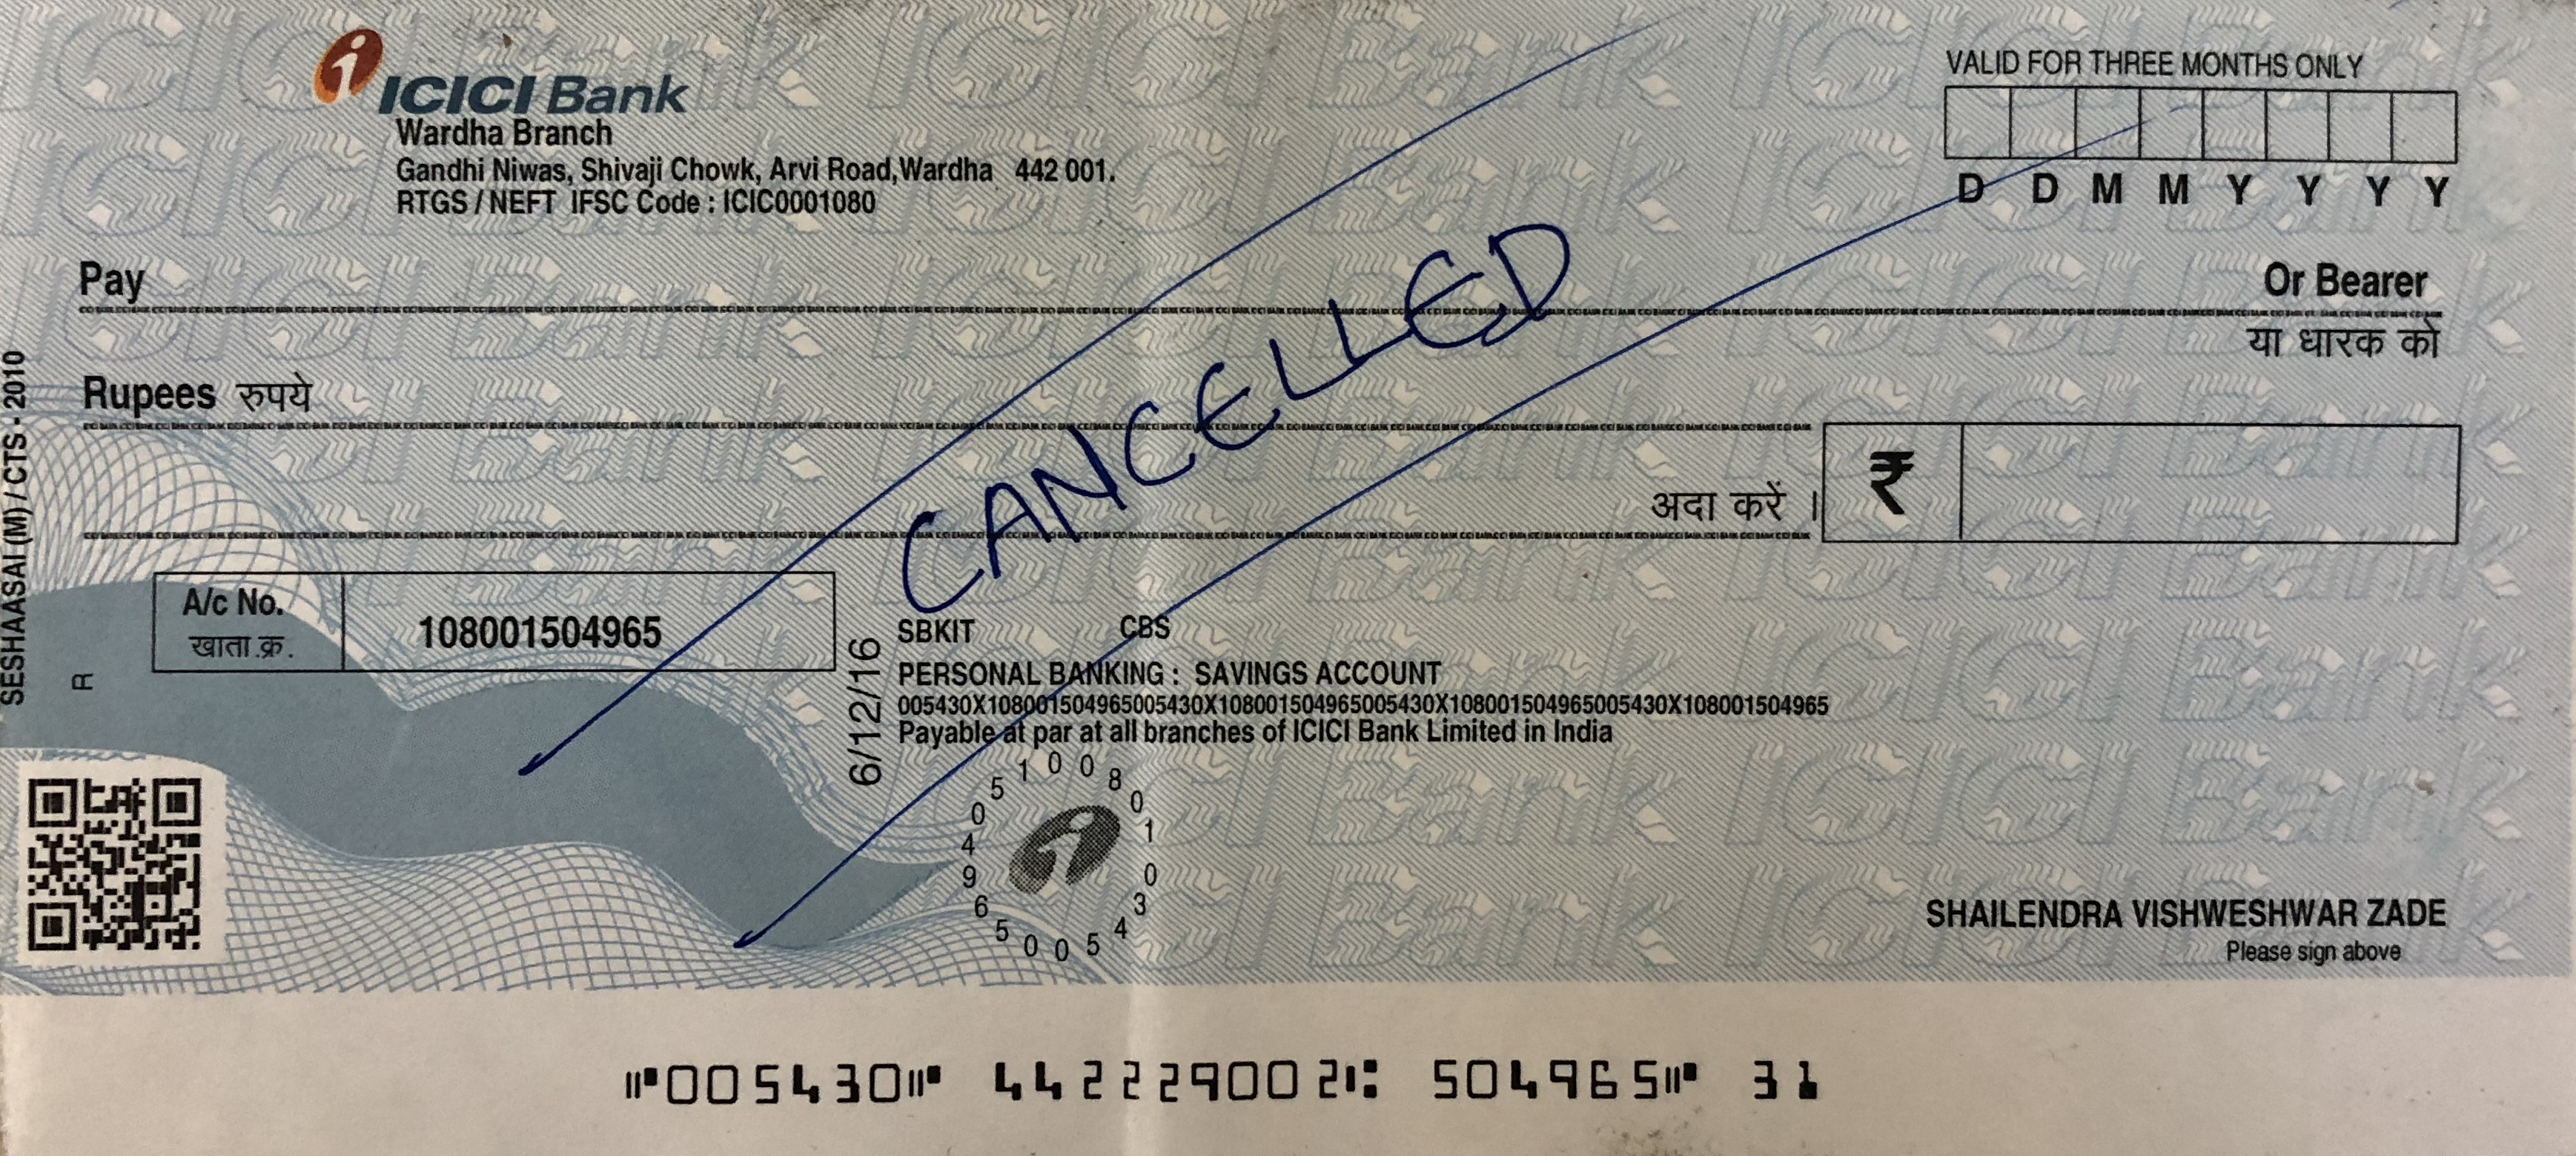 ICICI Bank
Wardha Branch
Gandhi Niwas, Shivaji Chowk, Arvi Road,Wardha 442 001.
RTGS / NEFT IFSC Code : ICIC0001080
VALID FOR THREE MONTHS ONLY
D D M M Y Y Y Y
Pay
Or Bearer
या धारक को
Rupees रुपये
CANCELLED
अदा करें ।
₹
A/c No.
खाता.क्र.
108001504965
SESHAASAI (M) / CTS - 2010
R
6/12/16
SBKIT CBS
PERSONAL BANKING : SAVINGS ACCOUNT
005430X108001504965005430X108001504965005430X108001504965005430X108001504965
Payable at par at all branches of ICICI Bank Limited in India
1 0 0 8 0 1 0 3 4 5 0 0 5 6 9 4 0 5
SHAILENDRA VISHWESHWAR ZADE
Please sign above
⑈005430⑈ 442229002⑆ 504965⑈ 31